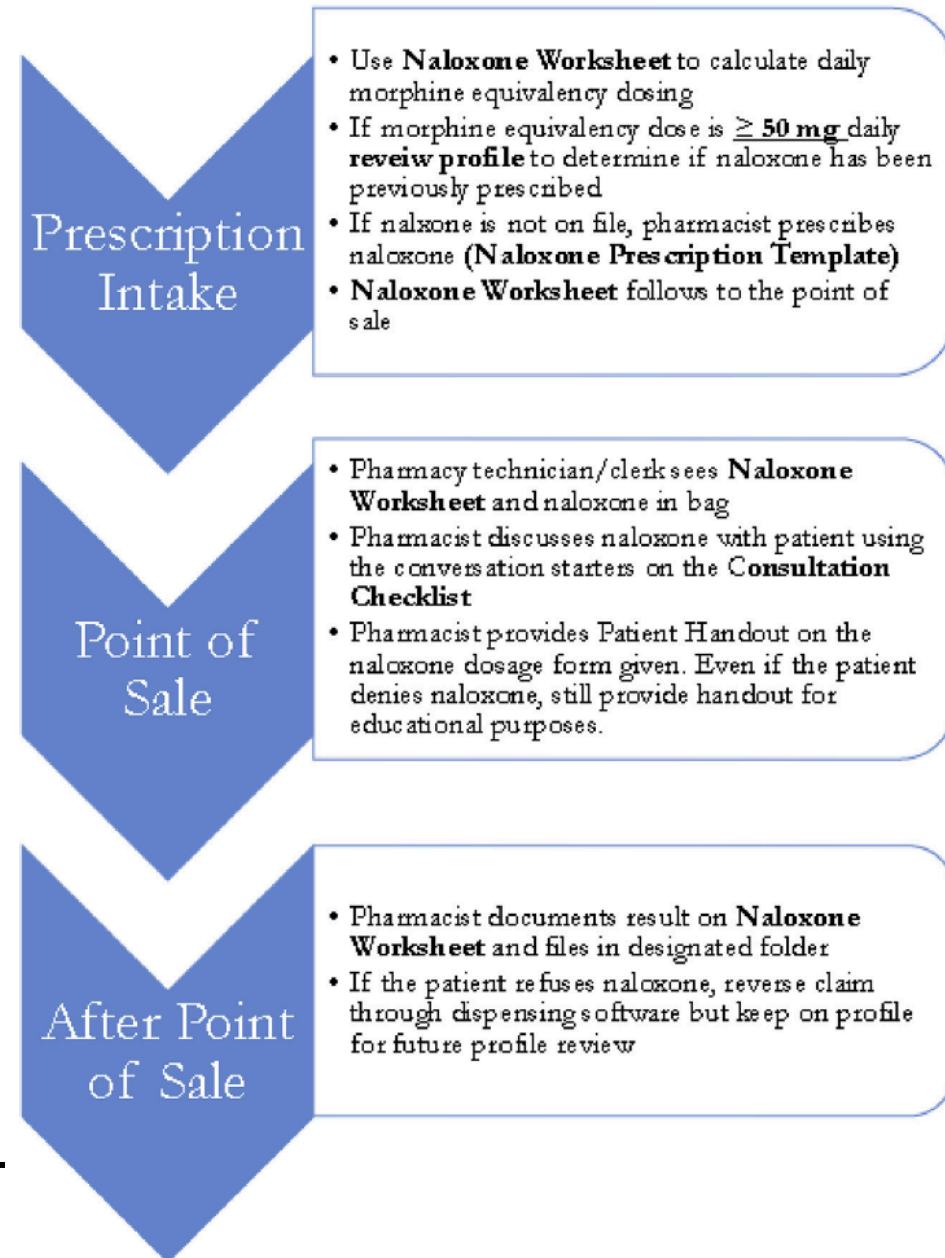 Prescription
Intake
• Use Naloxone Worksheet to calculate daily
morphine equivalency dosing
• If morphine equivalency dose is ≥ 50 mg daily
reveiw profile to determine if naloxone has been
previously prescribed
• If nalxone is not on file, pharmacist prescribes
naloxone (Naloxone Prescription Template)
• Naloxone Worksheet follows to the point of
sale
Point of
Sale
• Pharmacy technician/clerk sees Naloxone
Worksheet and naloxone in bag
• Pharmacist discusses naloxone with patient using
the conversation starters on the Consultation
Checklist
• Pharmacist provides Patient Handout on the
naloxone dosage form given. Even if the patient
denies naloxone, still provide handout for
educational purposes.
After Point
of Sale
• Pharmacist documents result on Naloxone
Worksheet and files in designated folder
• If the patient refuses naloxone, reverse claim
through dispensing software but keep on profile
for future profile review